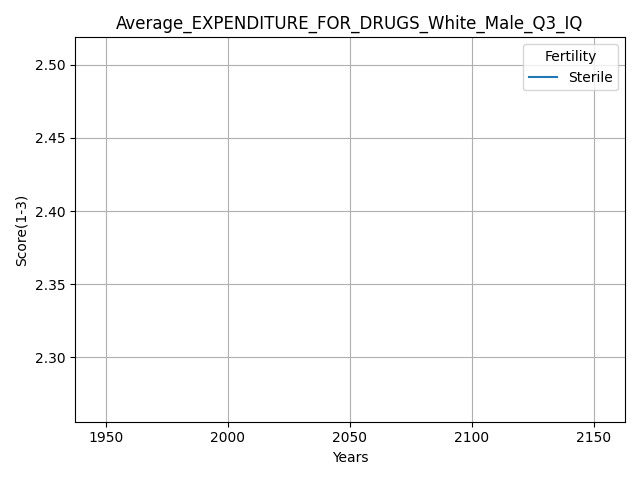 Average_EXPENDITURE_FOR_DRUGS_White_Male_Q3_IQ
Fertility
Sterile
2.50
2.45
2.40
2.35
2.30
Score(1-3)
1950 2000 2050 2100 2150
Years